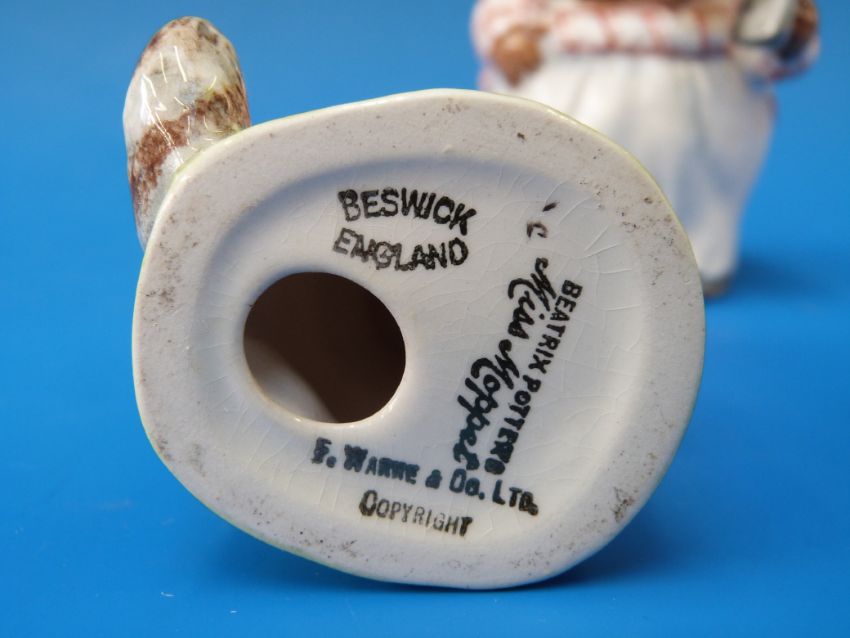 BESWICK
ENGLAND
BEATRIX POTTERS
Miss Moppet
F. WARNE & CO. LTD.
COPYRIGHT